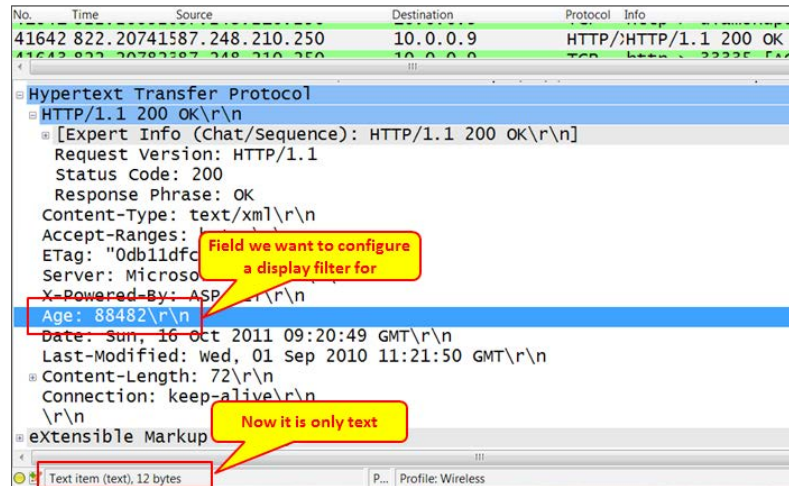 No. Time Source Destination Protocol Info
41642 822.20741587.248.210.250 10.0.0.9 HTTP/ HTTP/1.1 200 OK
Hypertext Transfer Protocol
HTTP/1.1 200 OK\r\n
[Expert Info (Chat/Sequence): HTTP/1.1 200 OK\r\n]
Request Version: HTTP/1.1
Status Code: 200
Response Phrase: OK
Content-Type: text/xml\r\n
Accept-Ranges:
Field we want to configure
a display filter for
ETag: "0db11dfc
Server: Microso
X-Powered-By: ASP \r\n
Age: 88482\r\n
Date: Sun, 16 Oct 2011 09:20:49 GMT\r\n
Last-Modified: Wed, 01 Sep 2010 11:21:50 GMT\r\n
Content-Length: 72\r\n
Connection: keep-alive\r\n
\r\n
Now it is only text
eXtensible Markup
Text item (text), 12 bytes P... Profile: Wireless